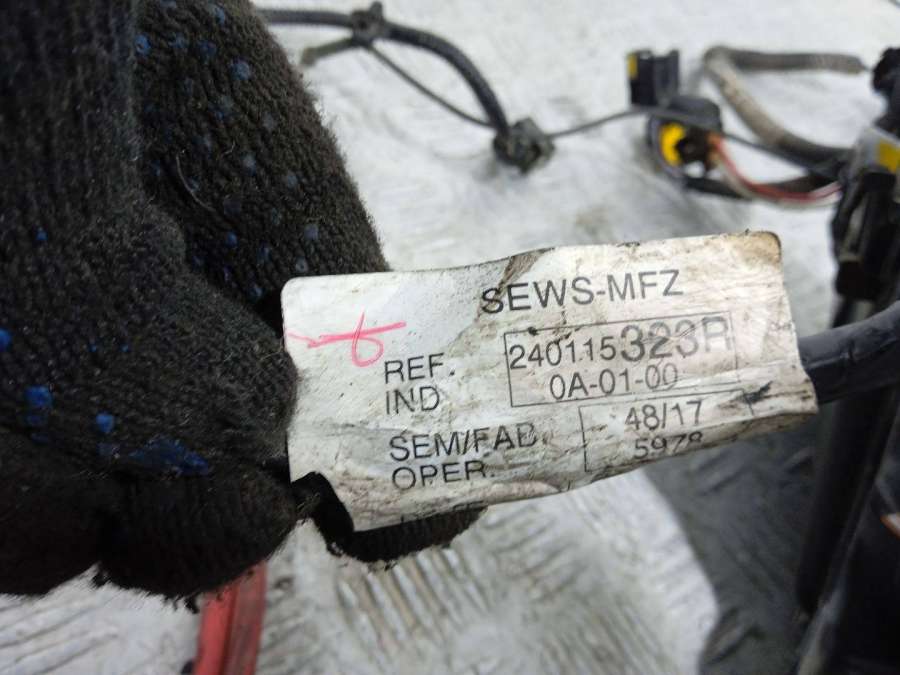 SEWS-MFZ
REF. 240115323R
IND 0A-01-00
SEM/FAB 48/17
OPER. 5978